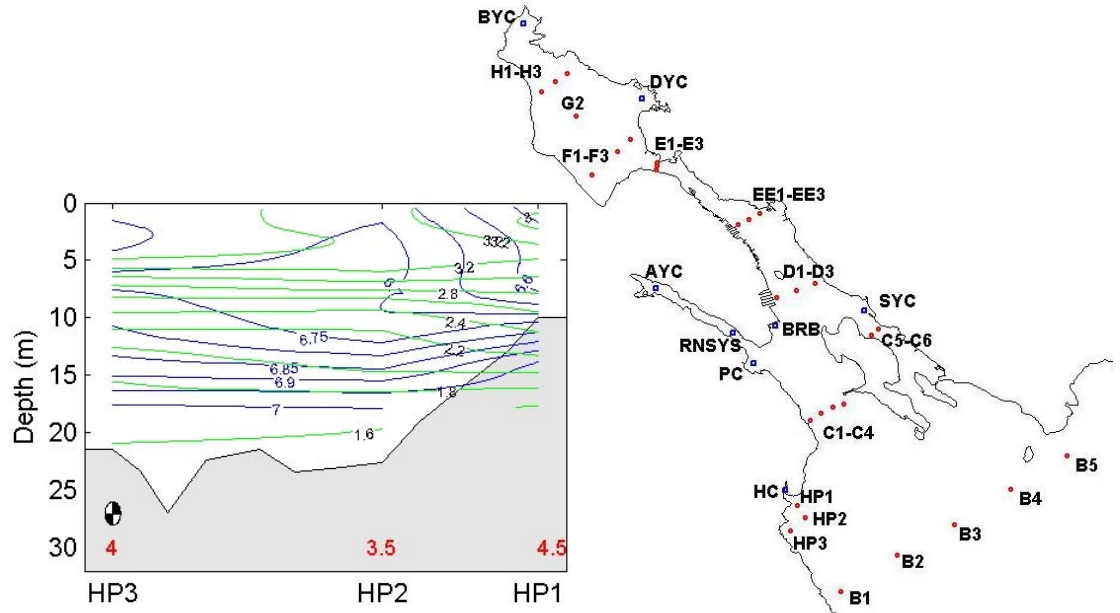 BYC
H1-H3
DYC
G2
F1-F3
E1-E3
EE1-EE3
AYC
D1-D3
SYC
BRB
RNSYS
C5-C6
PC
C1-C4
HC
HP1
HP2
HP3
B5
B4
B3
B2
B1
Depth (m)
0
5
10
15
20
25
30
3.2
2.8
2.4
2.2
1.8
1.6
6.75
6.85
6.9
7
4
3.5
4.5
HP3
HP2
HP1